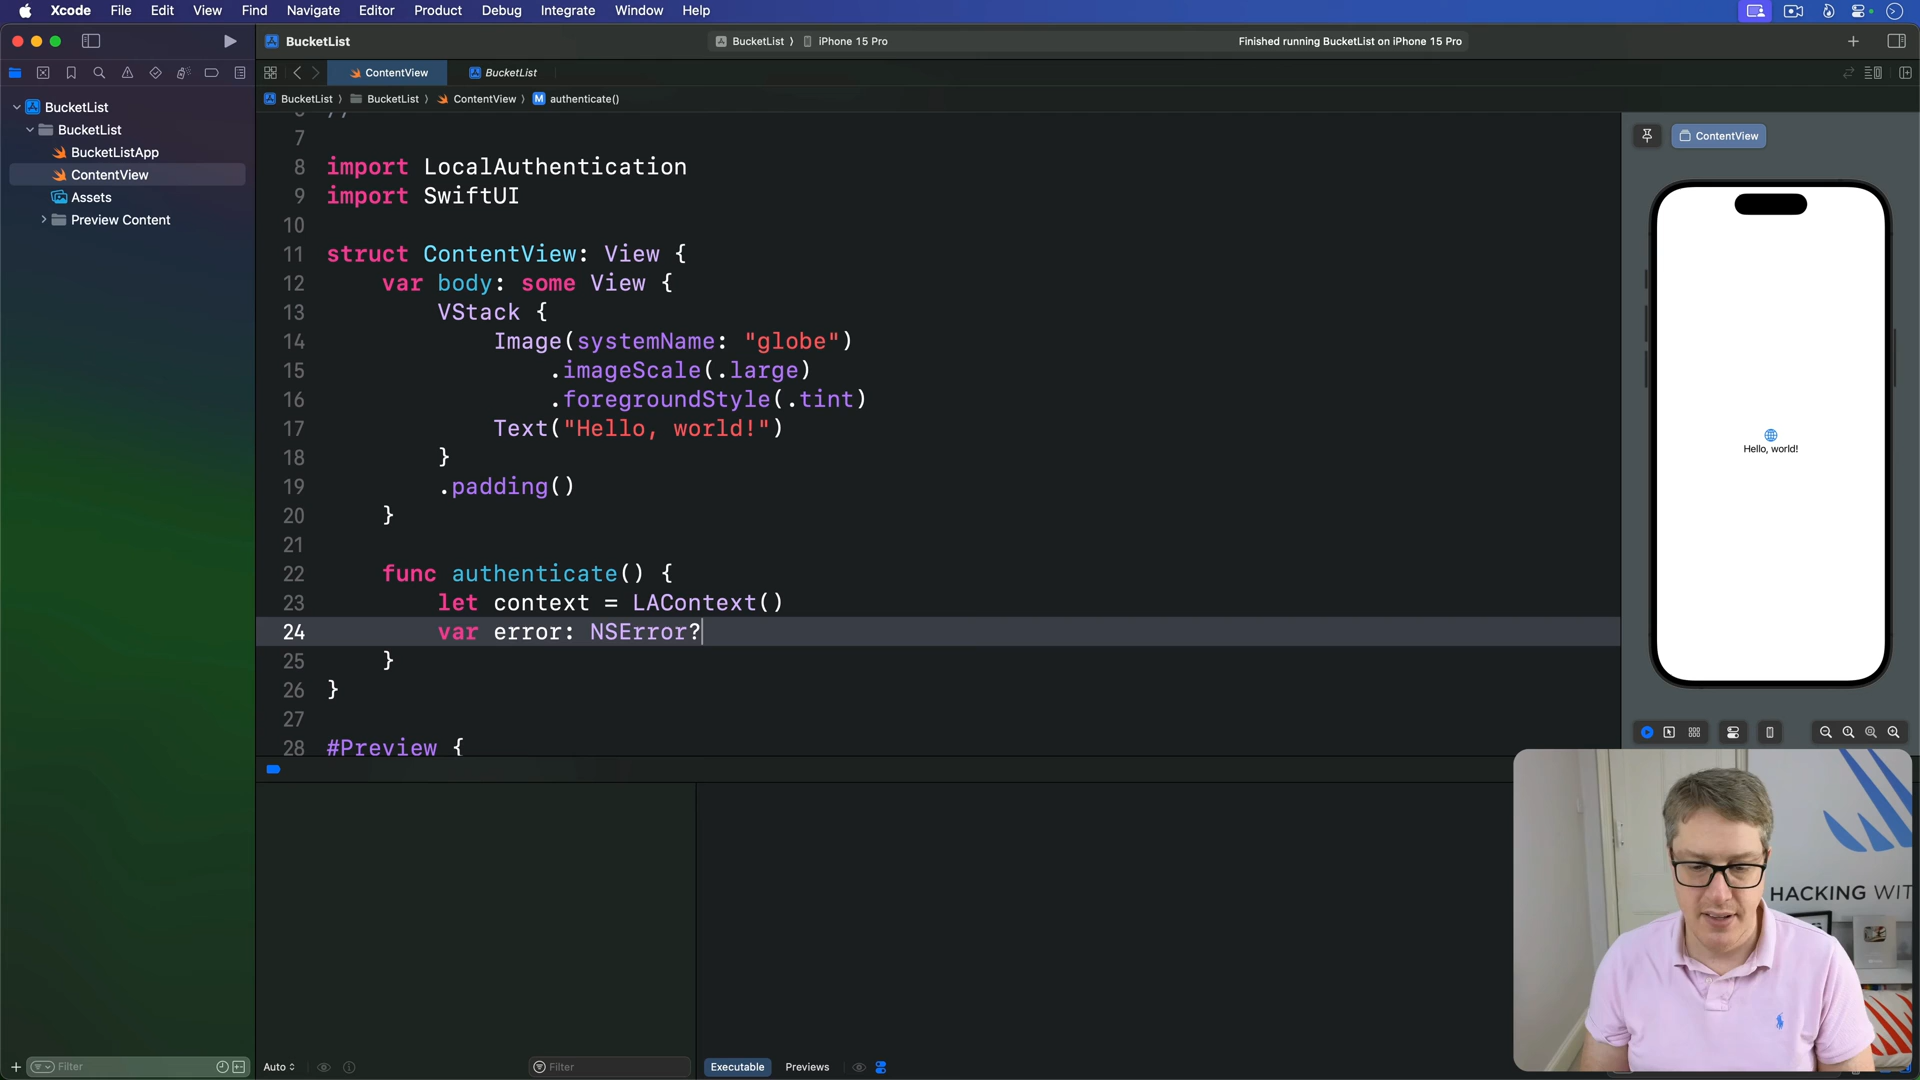 Xcode File Edit View Find Navigate Editor Product Debug Integrate Window Help
BucketList
BucketList
iPhone 15 Pro
Finished running BucketList on iPhone 15 Pro
ContentView
BucketList
BucketList
BucketList
ContentView
M authenticate()
BucketList
BucketList
BucketListApp
ContentView
Assets
Preview Content
7
8 import LocalAuthentication
9 import SwiftUI
10
11 struct ContentView: View {
12 var body: some View {
13 VStack {
14 Image(systemName: "globe")
15 .imageScale(.large)
16 .foregroundStyle(.tint)
17 Text("Hello, world!")
18 }
19 .padding()
20 }
21
22 func authenticate() {
23 let context = LAContext()
24 var error: NSError?
25 }
26 }
27
28 #Preview {
ContentView
Hello, world!
HACKING WIT
Filter
Auto
Filter
Executable
Previews